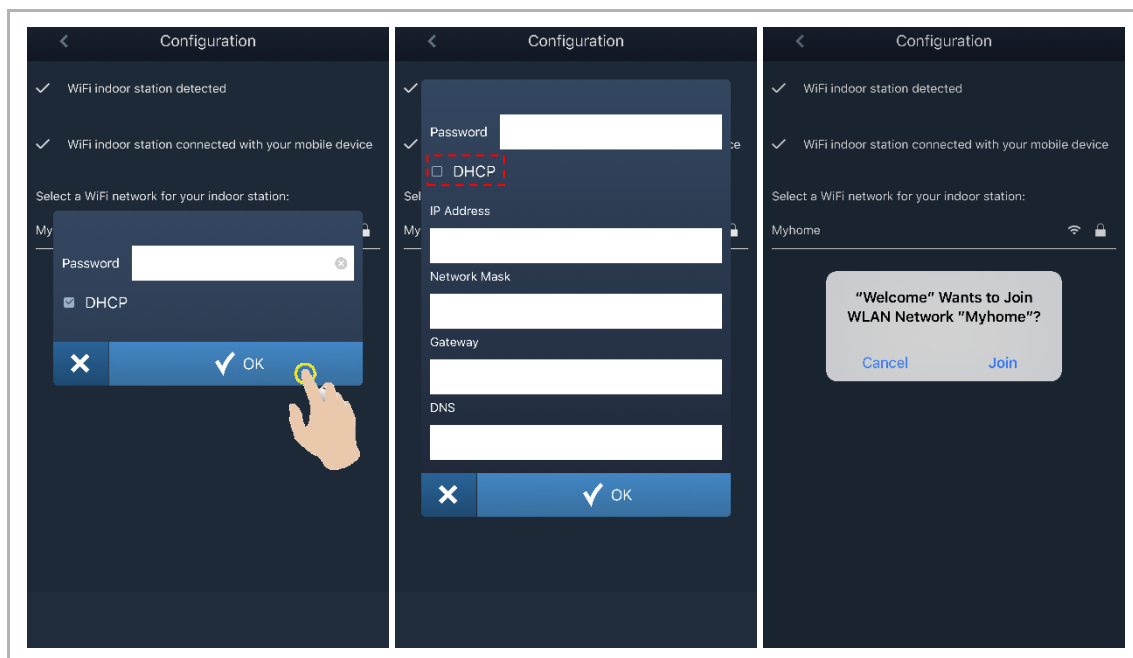 Configuration
WiFi indoor station detected
WiFi indoor station connected with your mobile device
Select a WiFi network for your indoor station:
My
Password
DHCP
OK
Configuration
Password
DHCP
Sel
IP Address
My
Network Mask
Gateway
DNS
OK
Configuration
WiFi indoor station detected
WiFi indoor station connected with your mobile device
Select a WiFi network for your indoor station:
Myhome
"Welcome" Wants to Join
WLAN Network "Myhome"?
Cancel Join